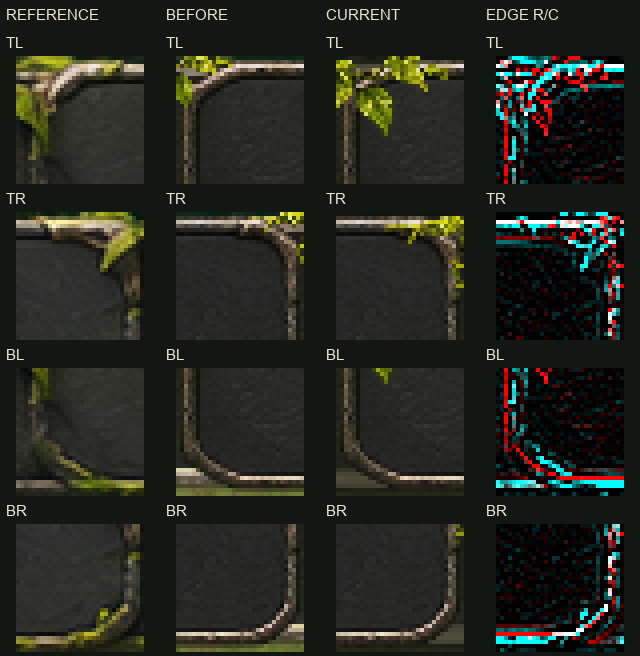 REFERENCE BEFORE CURRENT EDGE R/C
TL TL TL TL
TR TR TR TR
BL BL BL BL
BR BR BR BR